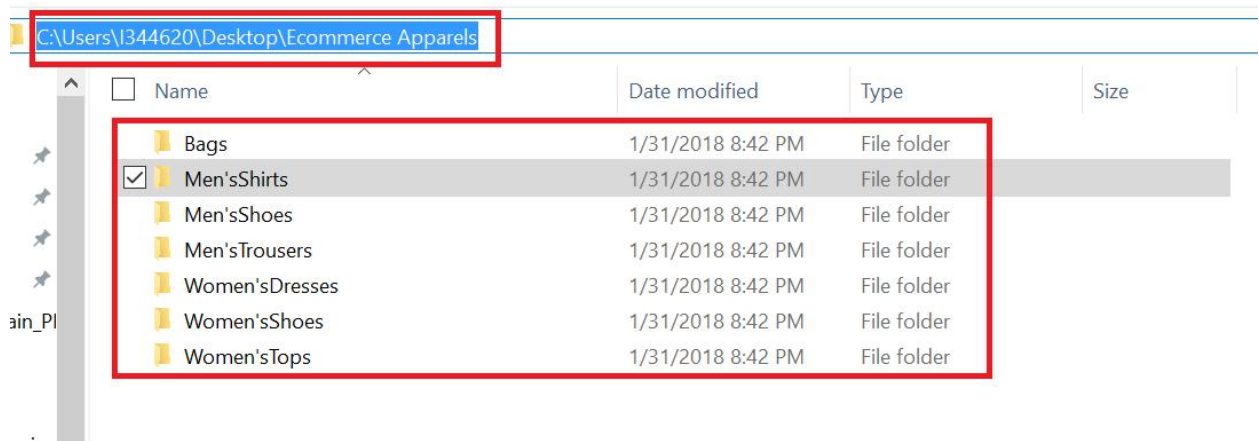 C:\Users\I344620\Desktop\Ecommerce Apparels
Name Date modified Type Size
Bags 1/31/2018 8:42 PM File folder
Men'sShirts 1/31/2018 8:42 PM File folder
Men'sShoes 1/31/2018 8:42 PM File folder
Men'sTrousers 1/31/2018 8:42 PM File folder
Women'sDresses 1/31/2018 8:42 PM File folder
ain_Pl Women'sShoes 1/31/2018 8:42 PM File folder
Women'sTops 1/31/2018 8:42 PM File folder